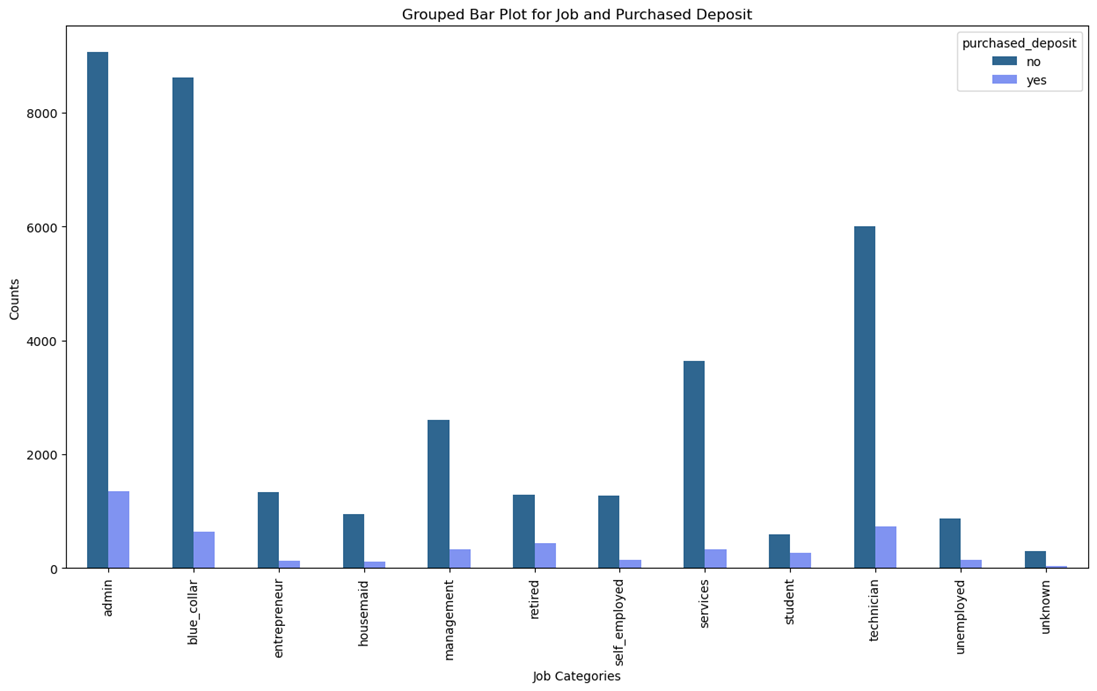 Grouped Bar Plot for Job and Purchased Deposit
purchased_deposit
no
yes
8000
6000
4000
2000
0
Counts
admin
blue_collar
entrepreneur
housemaid
management
retired
self_employed
services
student
technician
unemployed
unknown
Job Categories